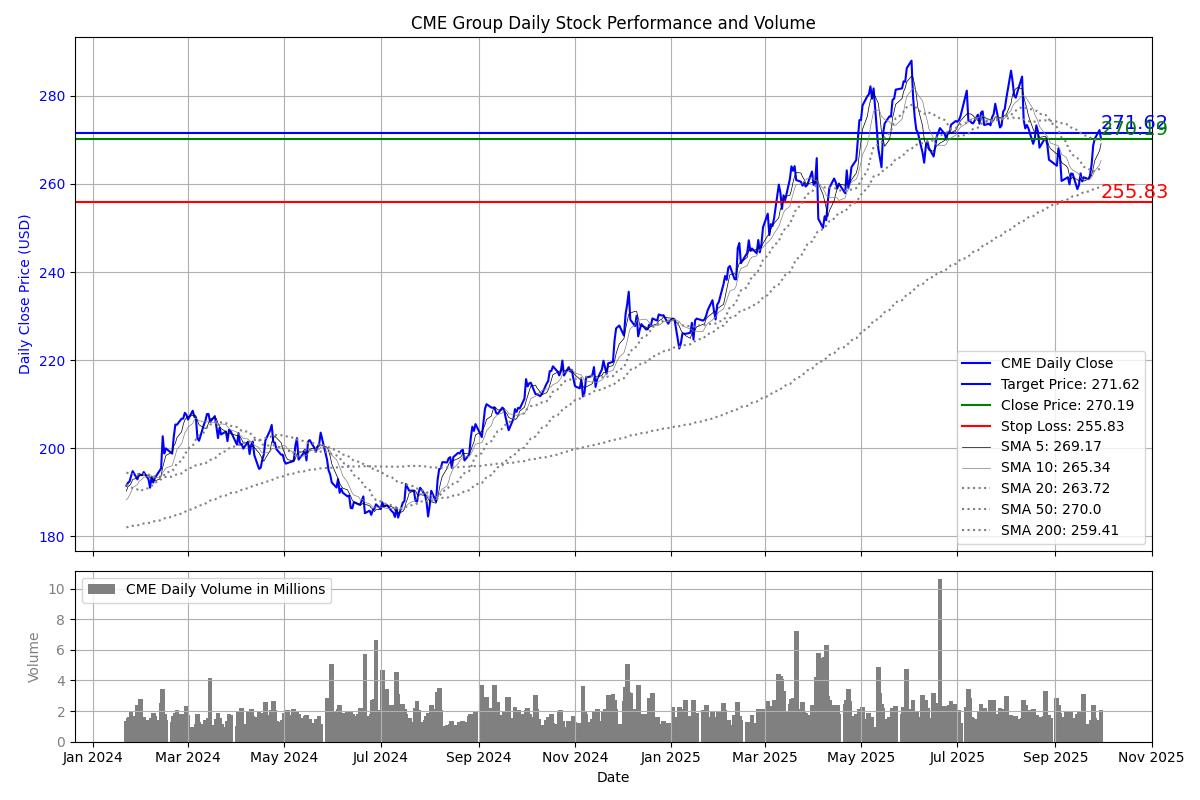 CME Group Daily Stock Performance and Volume
Daily Close Price (USD)
280
260
240
220
200
180
271.62
270.19
255.83
CME Daily Close
Target Price: 271.62
Close Price: 270.19
Stop Loss: 255.83
SMA 5: 269.17
SMA 10: 265.34
SMA 20: 263.72
SMA 50: 270.0
SMA 200: 259.41
CME Daily Volume in Millions
Volume
10
8
6
4
2
0
Jan 2024 Mar 2024 May 2024 Jul 2024 Sep 2024 Nov 2024 Jan 2025 Mar 2025 May 2025 Jul 2025 Sep 2025 Nov 2025
Date